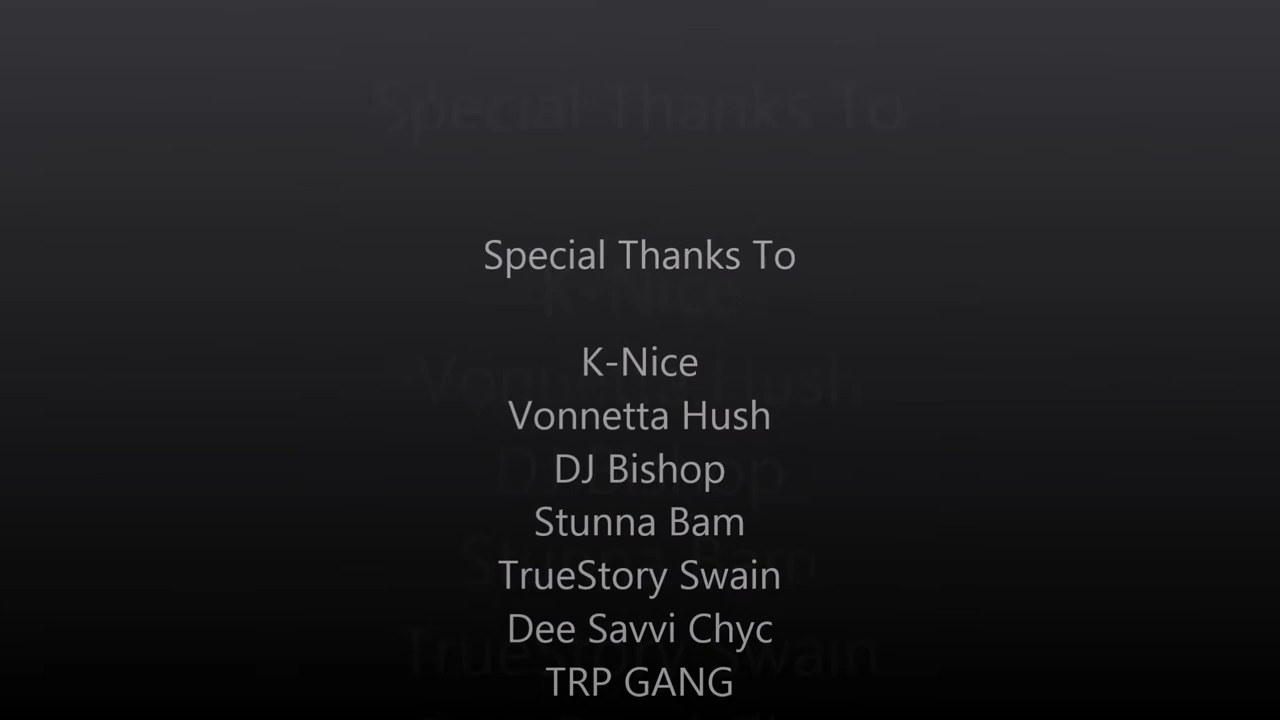 Special Thanks To
K-Nice
Vonnetta Hush
DJ Bishop
Stunna Bam
TrueStory Swain
Dee Savvi Chyc
TRP GANG